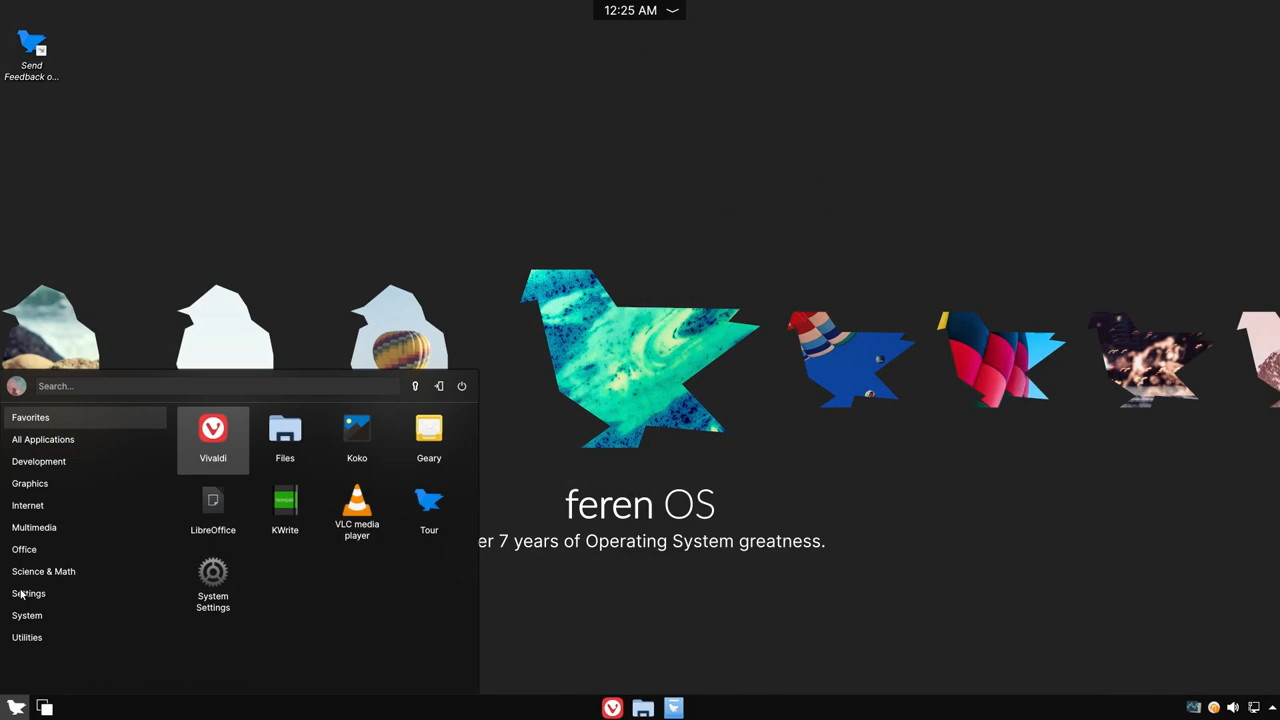 12:25 AM
Send
Feedback o...
Search...
Favorites
All Applications
Development
Graphics
Internet
Multimedia
Office
Science & Math
Settings
System
Utilities
Vivaldi
Files
Koko
Geary
LibreOffice
KWrite
VLC media
player
Tour
System
Settings
feren OS
er 7 years of Operating System greatness.